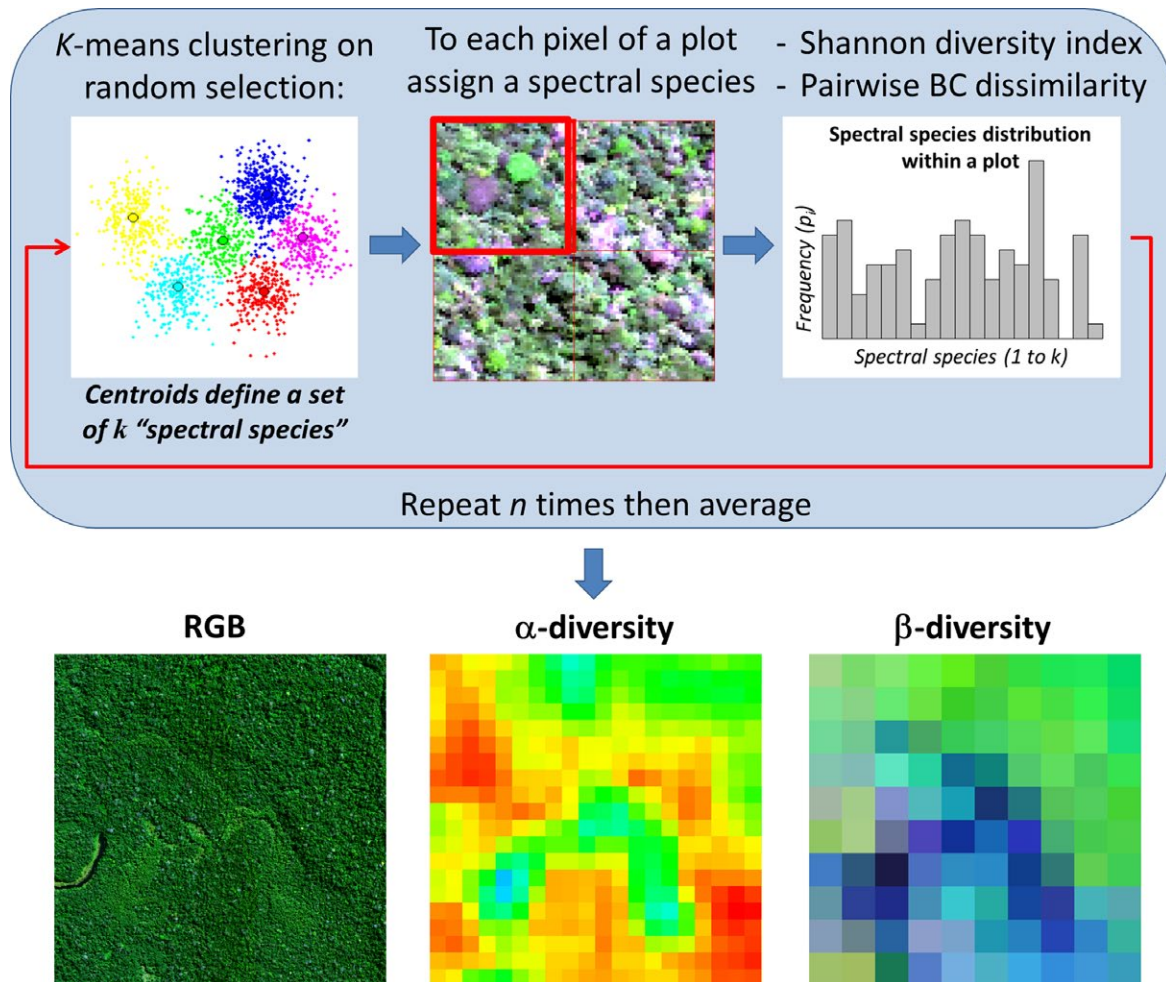 K-means clustering on
random selection:
To each pixel of a plot
assign a spectral species
- Shannon diversity index
- Pairwise BC dissimilarity
Centroids define a set
of k “spectral species”
Spectral species distribution
within a plot
Frequency (pi)
Spectral species (1 to k)
Repeat n times then average
RGB
α-diversity
β-diversity